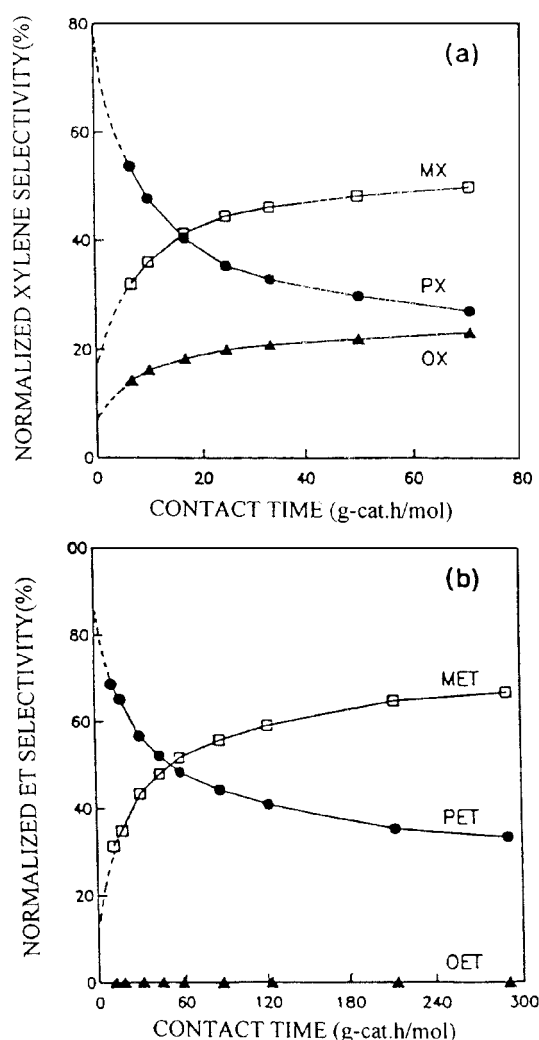 80
(a)
60
MX
40
PX
20
OX
0
0 20 40 60 80
NORMALIZED XYLENE SELECTIVITY(%)
CONTACT TIME (g-cat.h/mol)
00
(b)
80
MET
60
40
PET
20
OET
0
0 60 120 180 240 300
NORMALIZED ET SELECTIVITY(%)
CONTACT TIME (g-cat.h/mol)